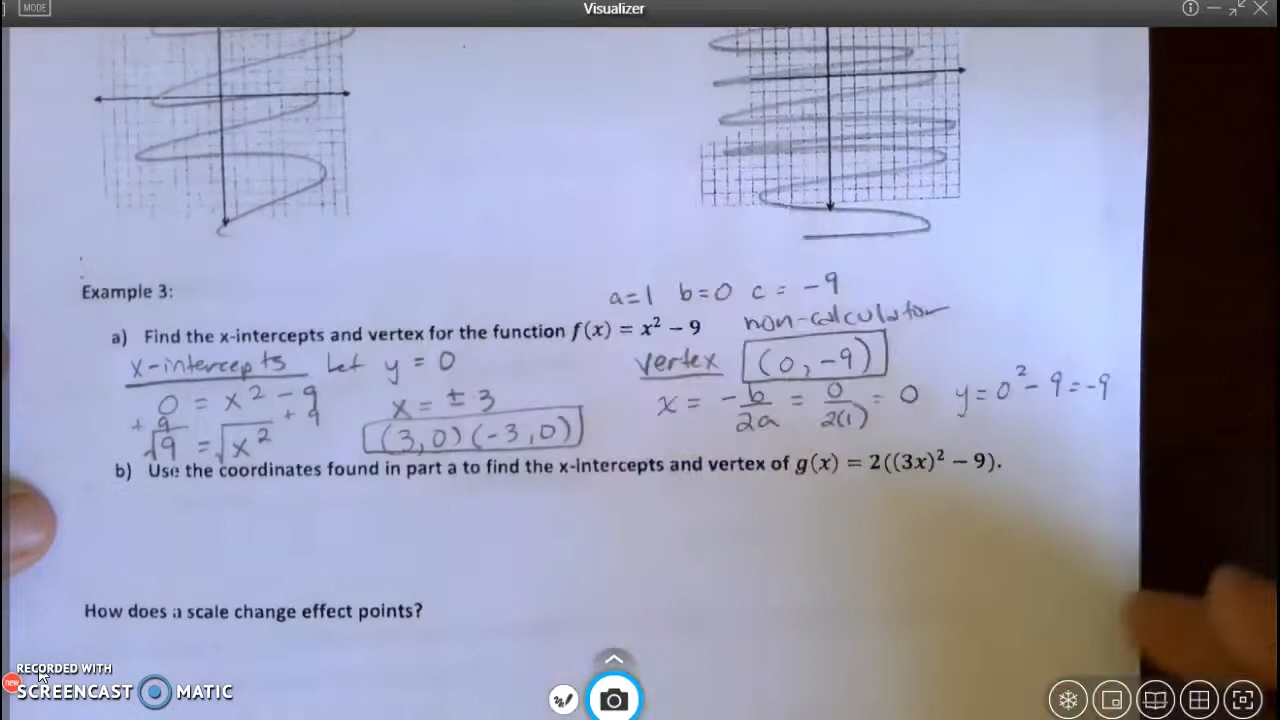 MODE
Visualizer
Example 3:
a=1 b=0 c = -9
a) Find the x-intercepts and vertex for the function f(x) = x² − 9 non-calculator
x-intercepts Let y = 0
0 = x² - 9
+9 +9
√9 = √x²
x = ± 3
(3,0) (-3,0)
vertex (0, -9)
x = -b/2a = 0/2(1) = 0 y = 0² - 9 = -9
b) Use the coordinates found in part a to find the x-intercepts and vertex of g(x) = 2((3x)² − 9).
How does a scale change effect points?
RECORDED WITH
new
SCREENCAST MATIC